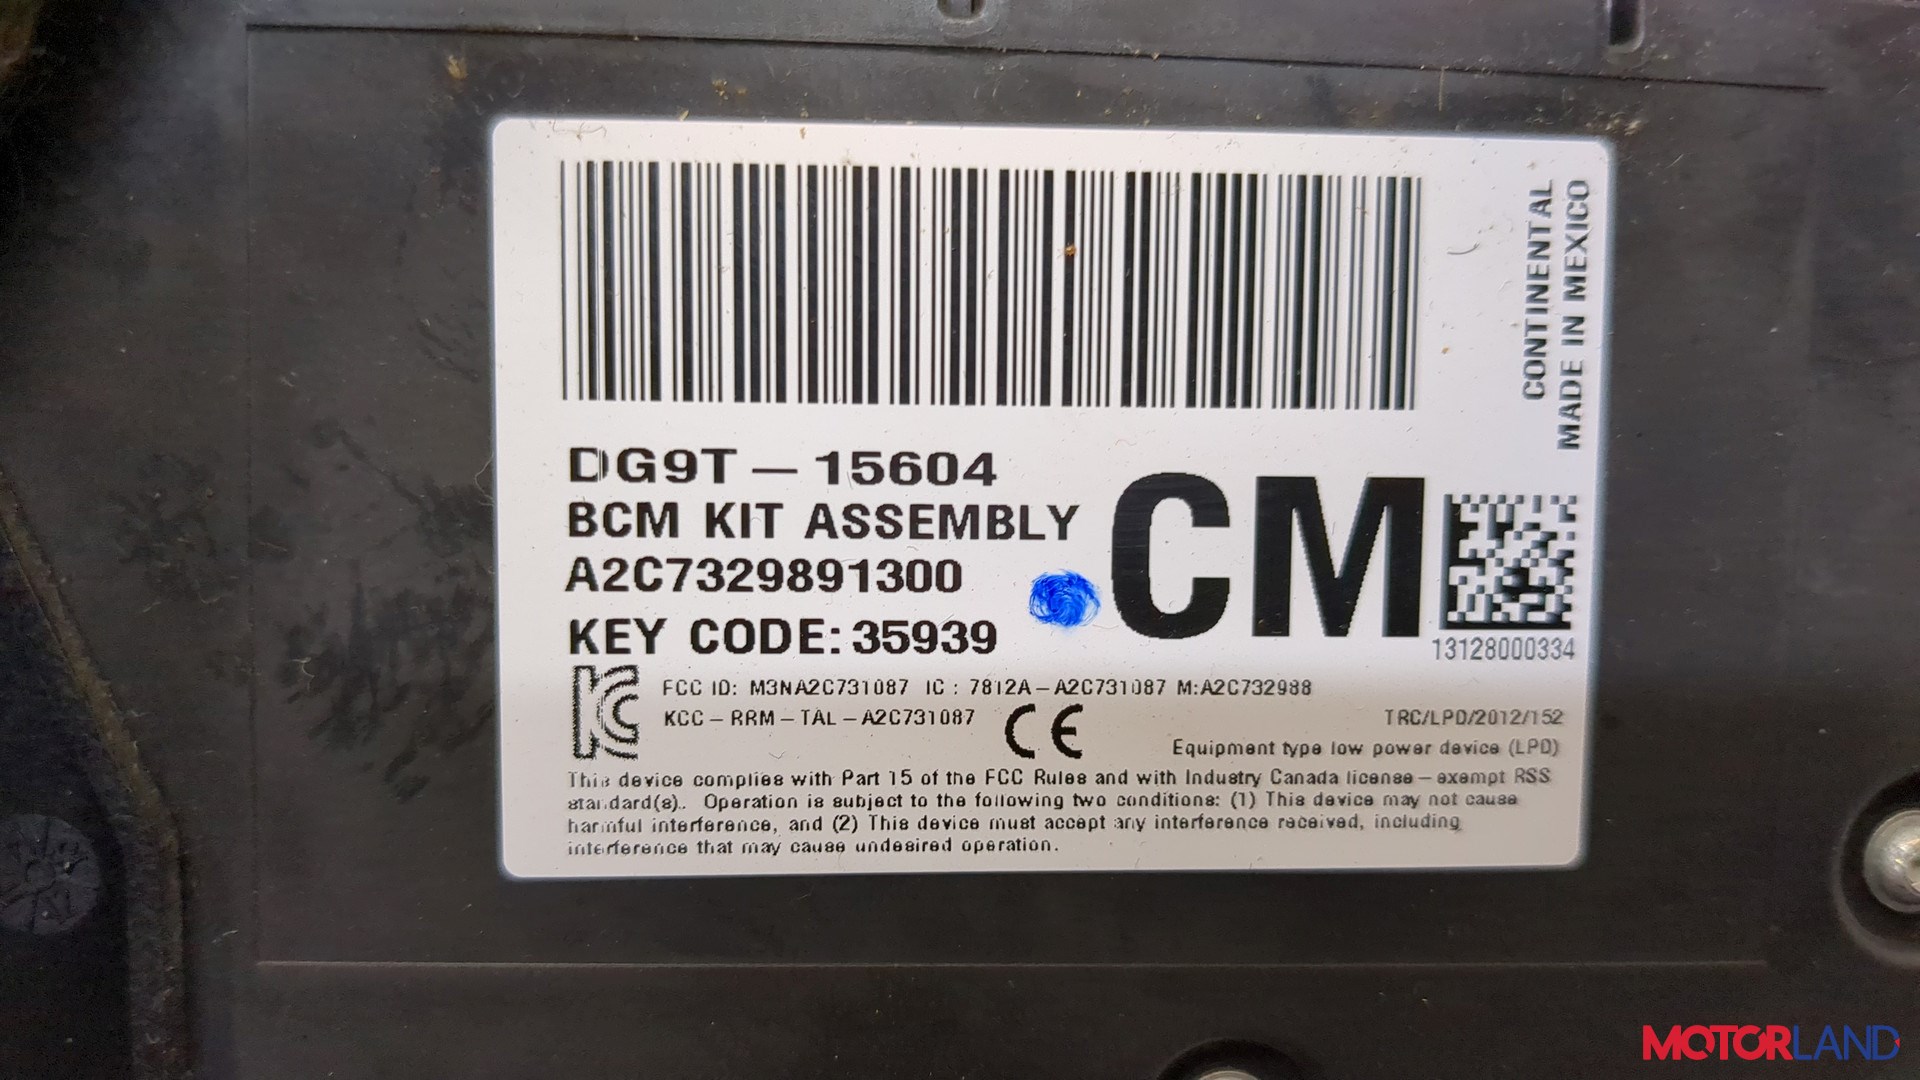 CONTINENTAL
MADE IN MEXICO
DG9T-15604
BCM KIT ASSEMBLY
A2C7329891300
KEY CODE: 35939
CM
13128000334
FCC ID: M3NA2C731087 IC : 7812A-A2C731087 M:A2C732988
KCC-RRM-TAL-A2C731087
CE
TRC/LPD/2012/152
Equipment type low power device (LPD)
This device complies with Part 15 of the FCC Rules and with Industry Canada license-exempt RSS
standard(s).. Operation is subject to the following two conditions: (1) This device may not cause
harmful interference, and (2) This device must accept any interference received, including
interference that may cause undesired operation.
MOTORLAND